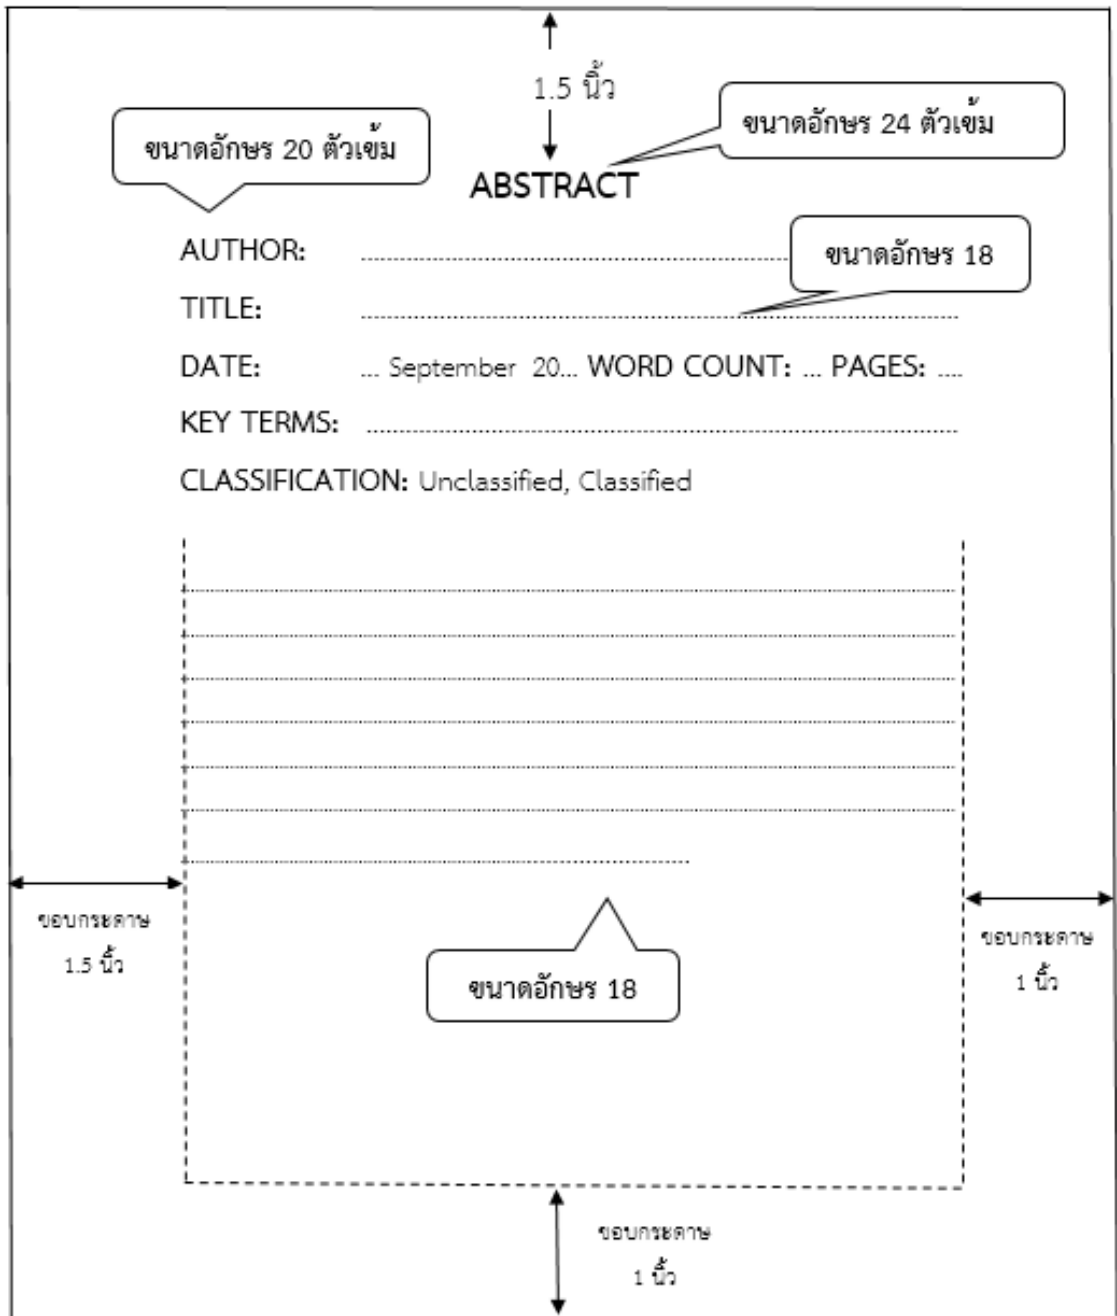 1.5 นิ้ว
ขนาดอักษร 24 ตัวเข้ม
ขนาดอักษร 20 ตัวเข้ม
ABSTRACT
AUTHOR: ........................................
ขนาดอักษร 18
TITLE: ........................................
DATE: ... September 20... WORD COUNT: ... PAGES: ....
KEY TERMS: ........................................
CLASSIFICATION: Unclassified, Classified
ขอบกระดาษ
1.5 นิ้ว
ขอบกระดาษ
1 นิ้ว
ขนาดอักษร 18
ขอบกระดาษ
1 นิ้ว